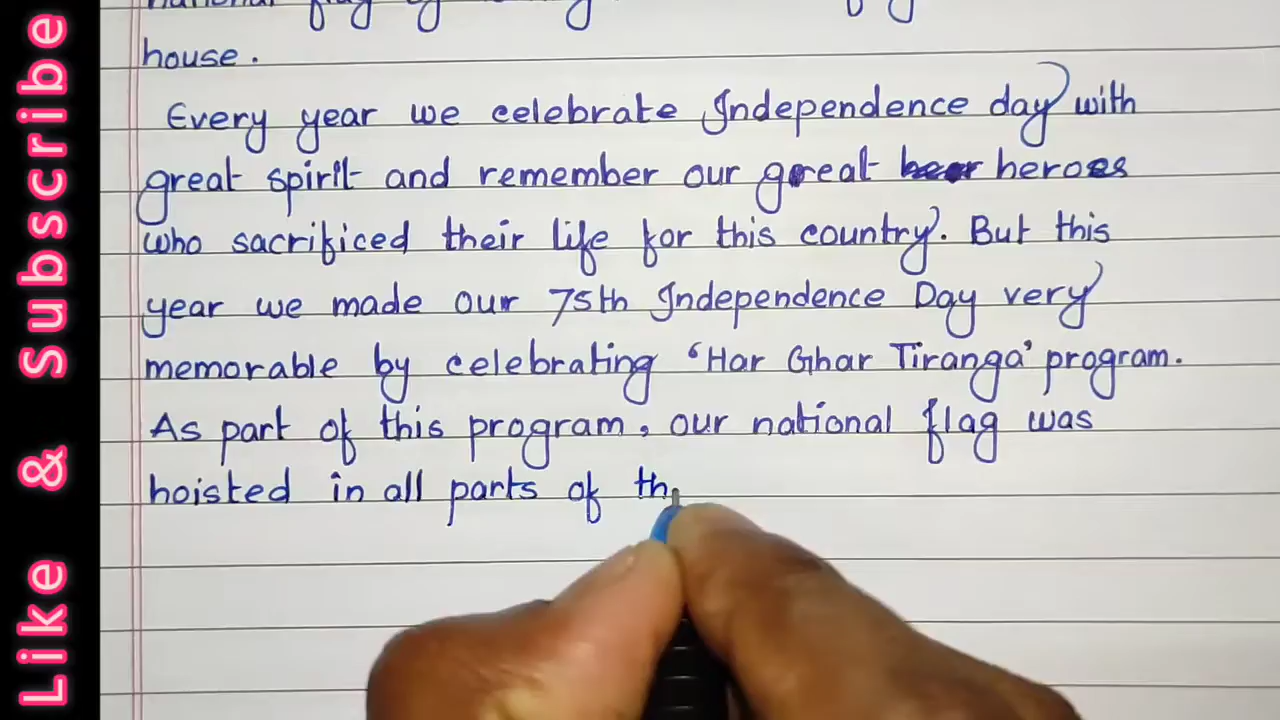 house.
Every year we celebrate Independence day with
great spirit and remember our great heroes
who sacrificed their life for this country. But this
year we made our 75th Independence Day very
memorable by celebrating 'Har Ghar Tiranga' program.
As part of this program, our national flag was
hoisted in all parts of th
Like & Subscribe